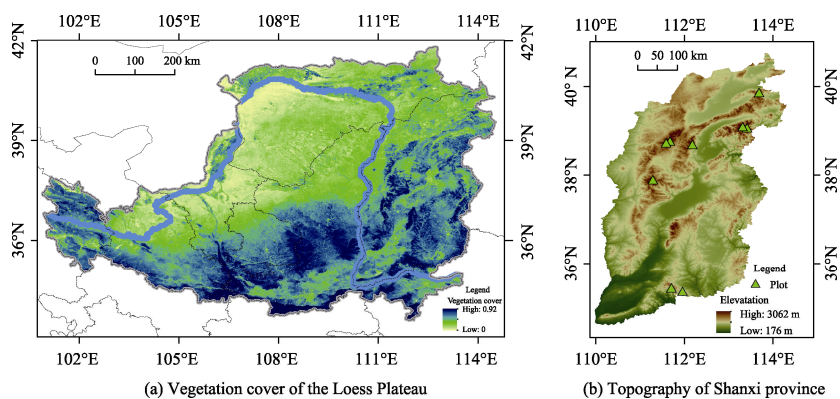 102°E 105°E 108°E 111°E 114°E
42°N
39°N
36°N
0 100 200 km
42°N
39°N
36°N
Legend
Vegetation cover
High: 0.92
Low: 0
102°E 105°E 108°E 111°E 114°E
(a) Vegetation cover of the Loess Plateau
110°E 112°E 114°E
0 50 100 km
40° N
38°N
36°N
40°N
38°N
36°N
Legend
Plot
Elevatation
High: 3062 m
Low: 176 m
110°E 112°E 114°E
(b) Topography of Shanxi province